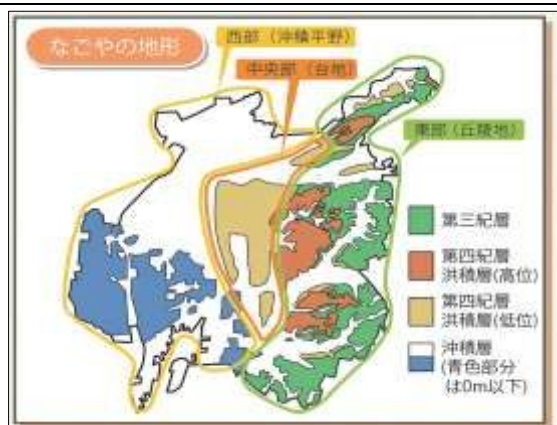 なごやの地形
西部（沖積平野）
中央部（台地）
東部（丘陵地）
第三紀層
第四紀層
洪積層(高位)
第四紀層
洪積層(低位)
沖積層
(青色部分
は0m以下)